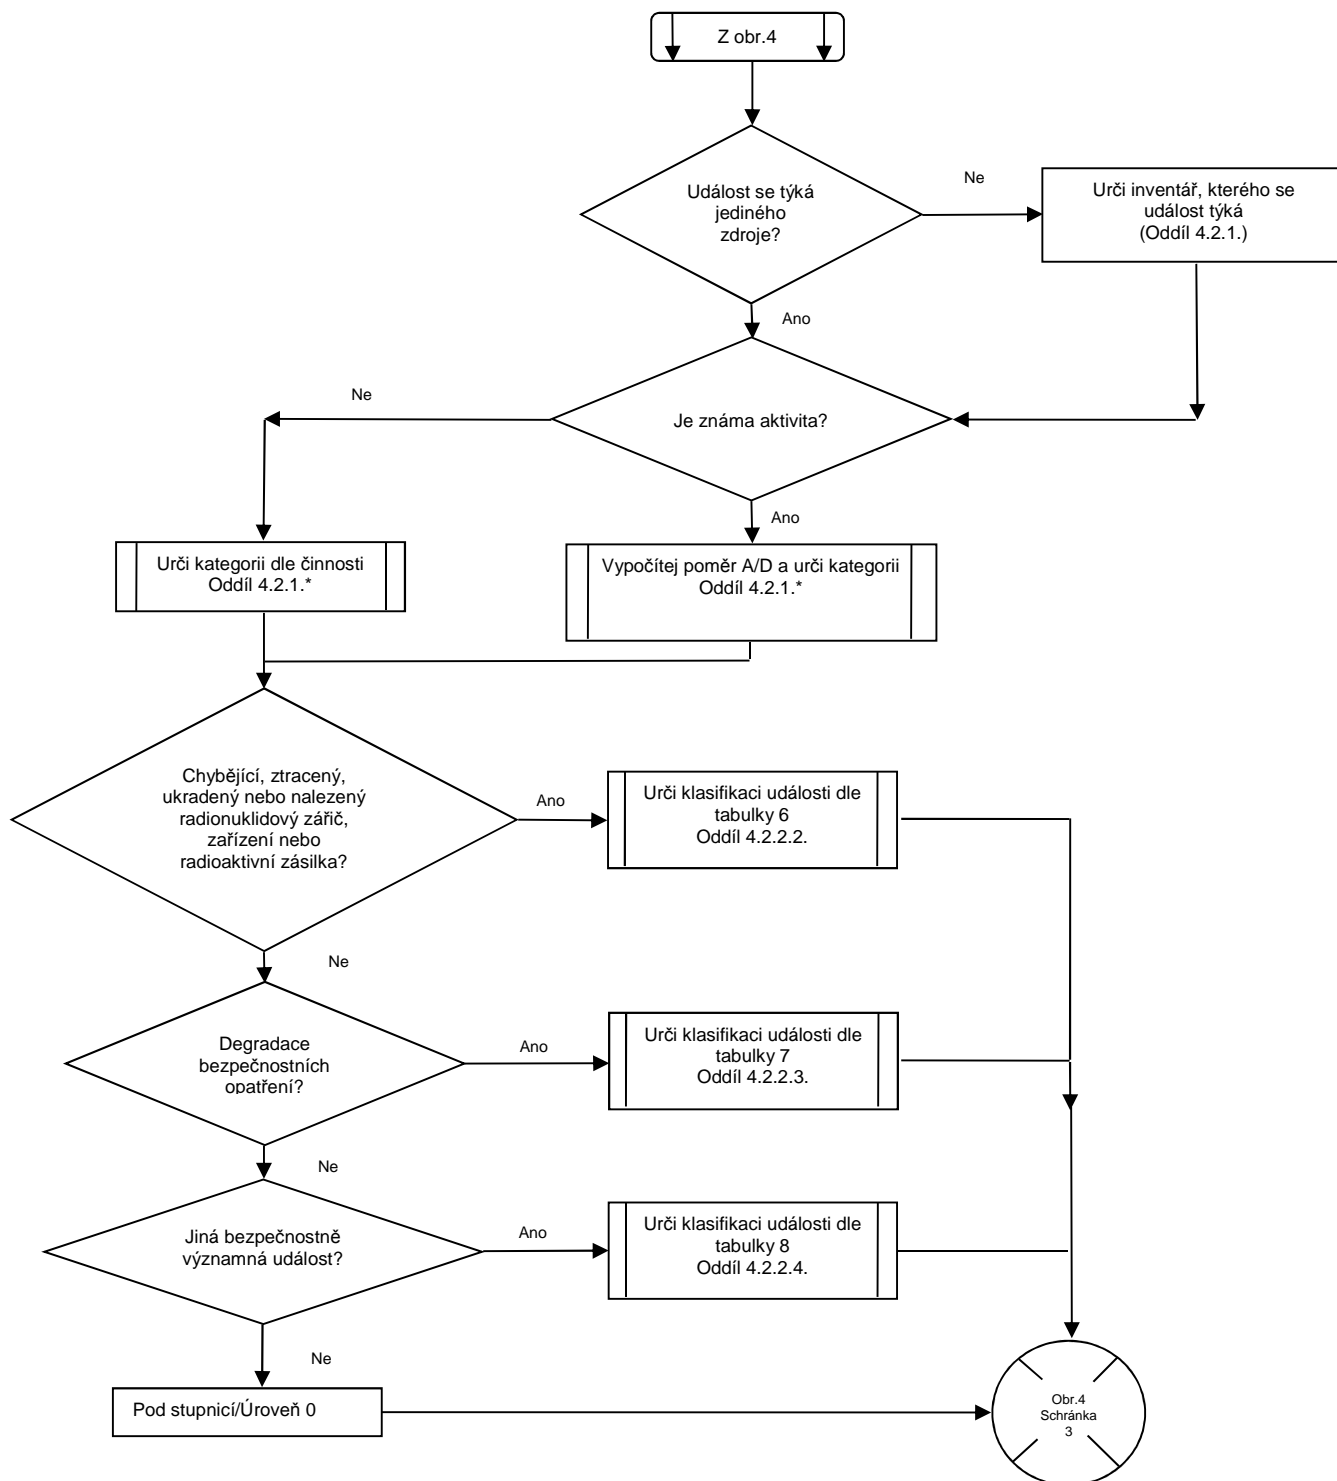 Z obr.4
Událost se týká
jediného
zdroje?
Ne
Urči inventář, kterého se
událost týká
(Oddíl 4.2.1.)
Ano
Ne
Je známa aktivita?
Ano
Urči kategorii dle činnosti
Oddíl 4.2.1.*
Vypočítej poměr A/D a urči kategorii
Oddíl 4.2.1.*
Chybějící, ztracený,
ukradený nebo nalezený
radionuklidový zářič,
zařízení nebo
radioaktivní zásilka?
Ano
Urči klasifikaci události dle
tabulky 6
Oddíl 4.2.2.2.
Ne
Degradace
bezpečnostních
opatření?
Ano
Urči klasifikaci události dle
tabulky 7
Oddíl 4.2.2.3.
Ne
Jiná bezpečnostně
významná událost?
Ano
Urči klasifikaci události dle
tabulky 8
Oddíl 4.2.2.4.
Ne
Pod stupnicí/Úroveň 0
Obr.4
Schránka
3